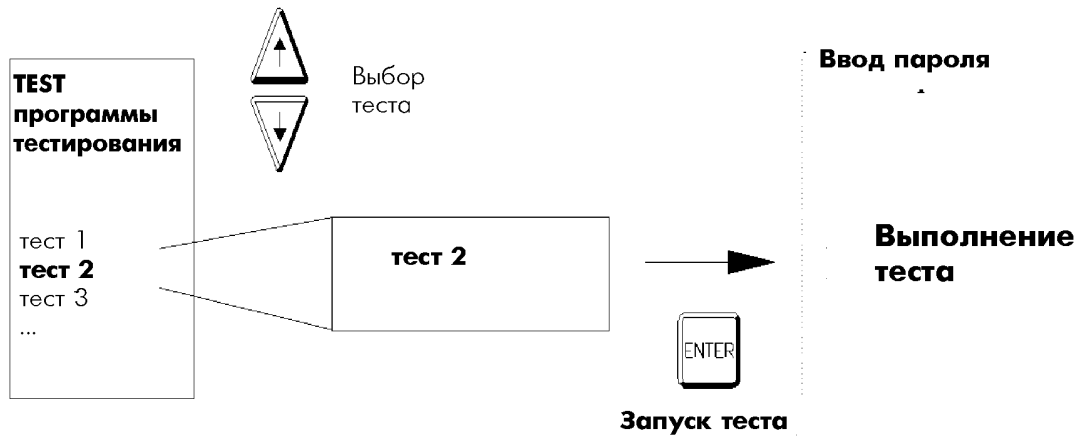 TEST
программы
тестирования
тест 1
тест 2
тест 3
...
Выбор
теста
тест 2
ENTER
Запуск теста
Ввод пароля
Выполнение
теста